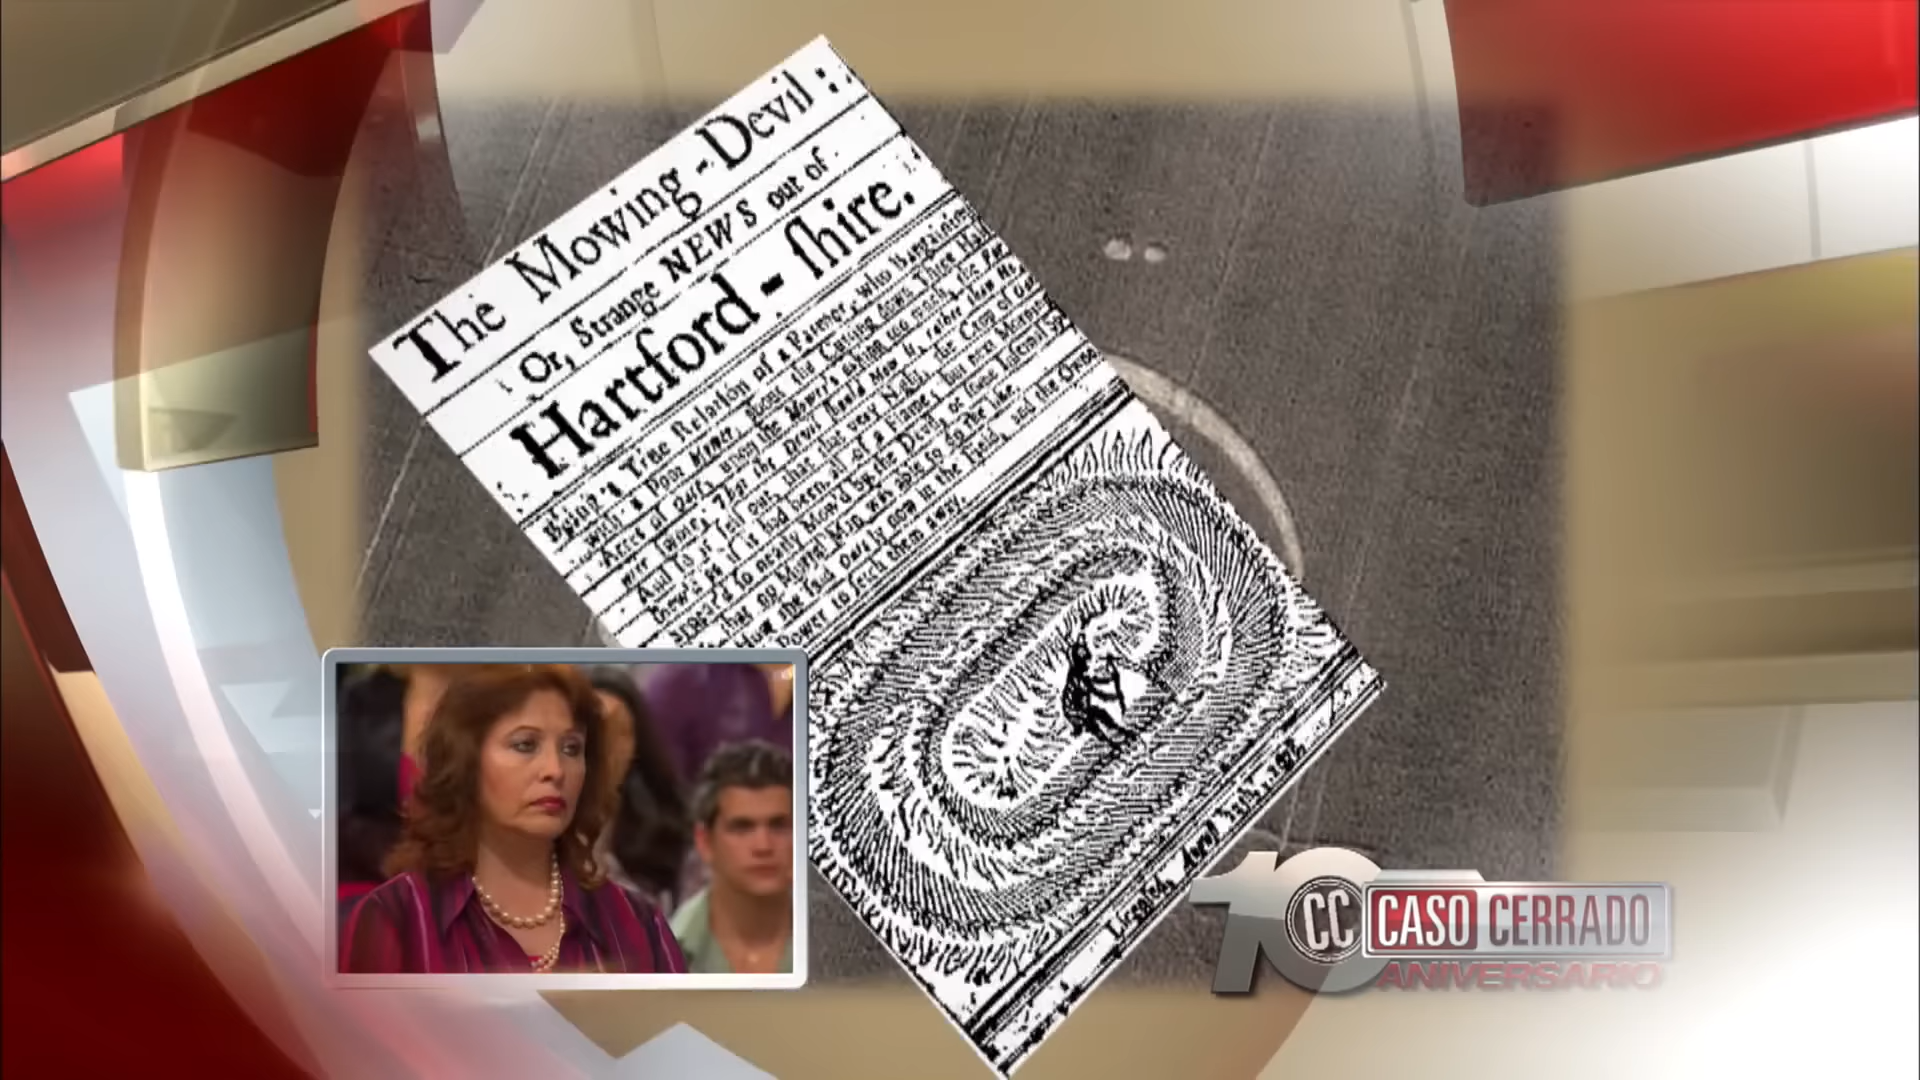 The Mowing-Devil:
Or, Strange NEWS out of
Hartford-ſhire.
Being a True Relation of a Farmer, who Bargaining
with a Poor Mower, about the Cutting down Three Half
Acres of Oats, upon the Mower's asking too much, the Far-
mer swore, That the Devil should Mow it, rather than He.
And so it fell out, that that very Night, the Crop of Oats
shew'd as if it had been all of a Flame; but next Morning
appear'd so neatly Mow'd by the Devil, or some Infernal Spi-
that no Mortal Man was able to do the like.
How the said Oats ly now in the Field, and the Owner
Power to fetch them away.
Licensed, August
10
CC CASO CERRADO
ANIVERSARIO